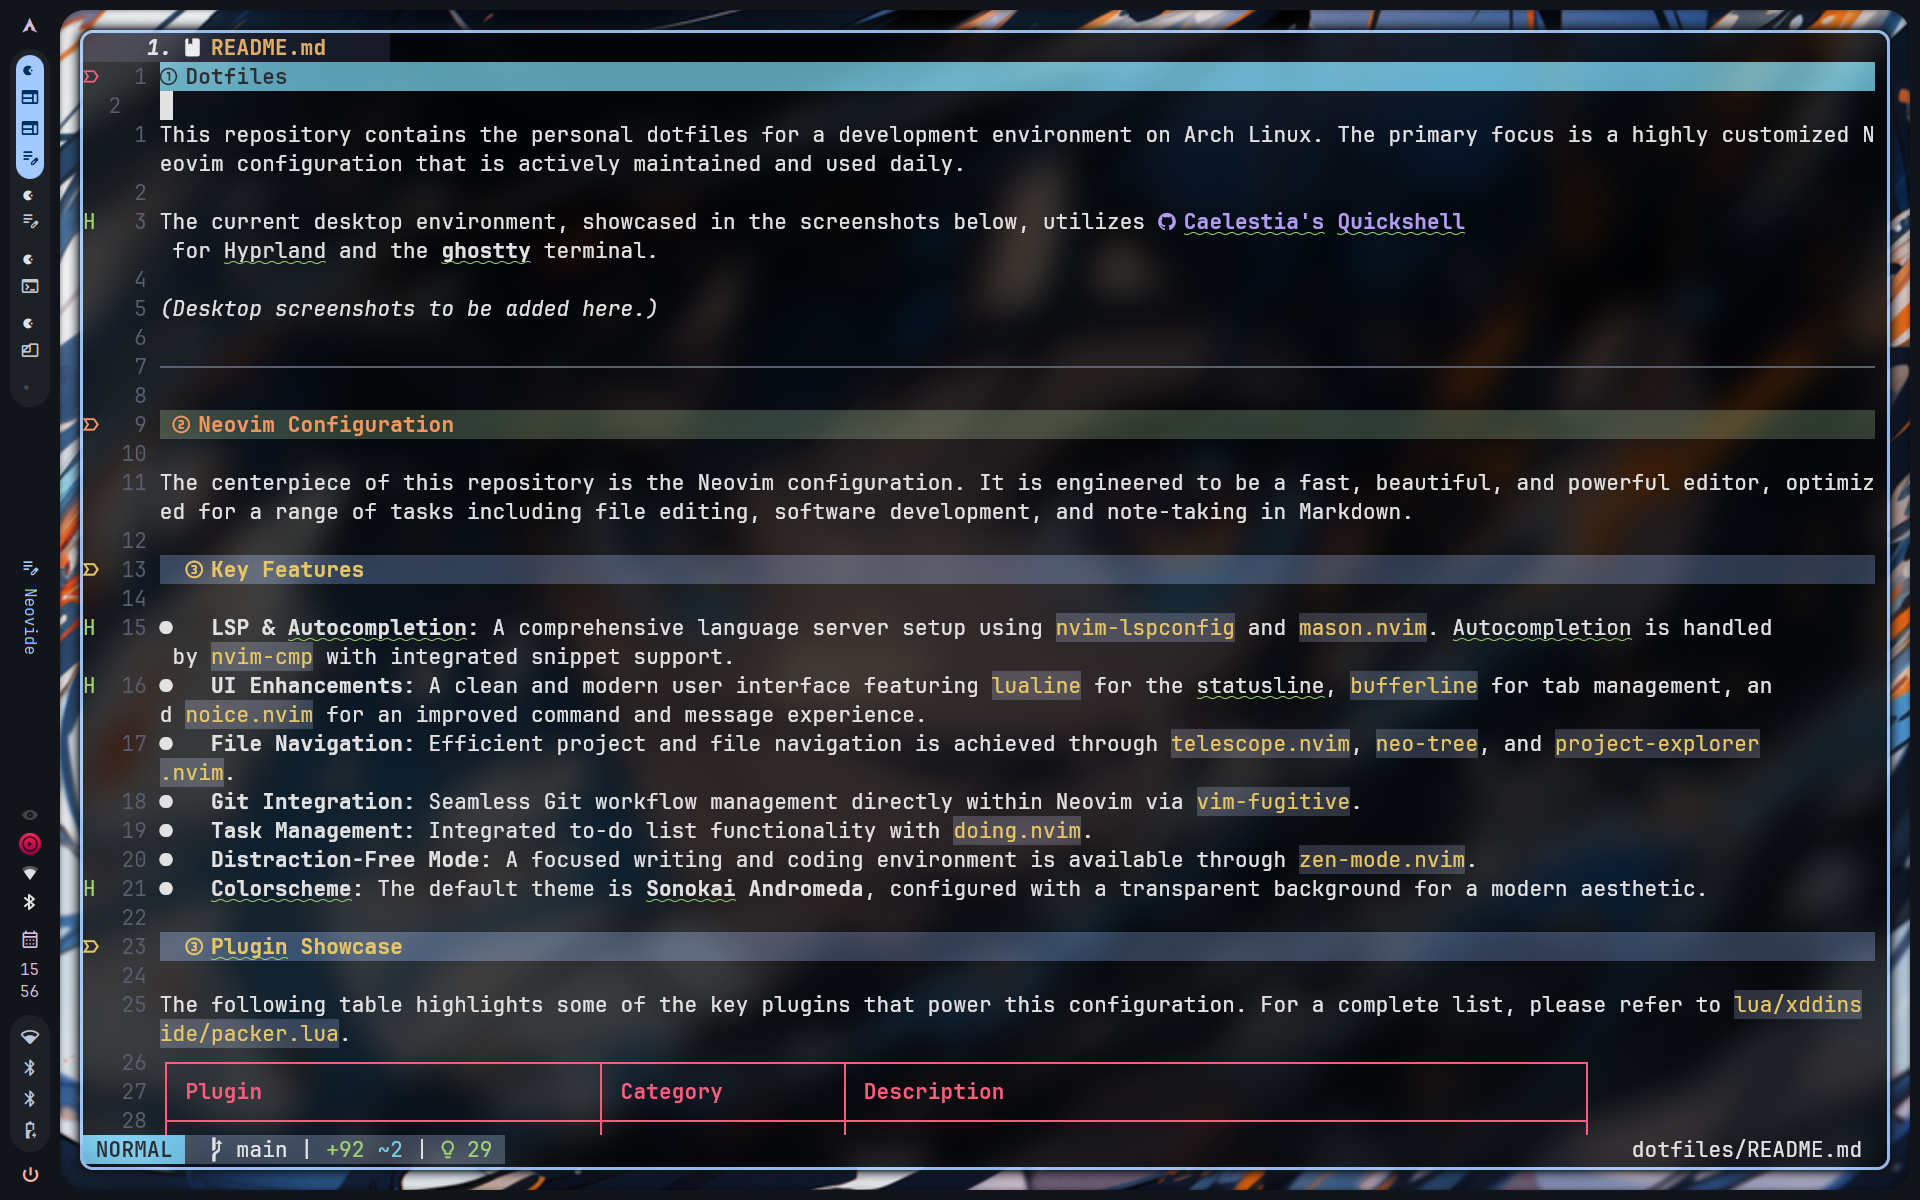 1. README.md
1 ① Dotfiles
2
1 This repository contains the personal dotfiles for a development environment on Arch Linux. The primary focus is a highly customized N
eovim configuration that is actively maintained and used daily.
2
H 3 The current desktop environment, showcased in the screenshots below, utilizes Caelestia's Quickshell
for Hyprland and the ghostty terminal.
4
5 (Desktop screenshots to be added here.)
6
7
8
9 ② Neovim Configuration
10
11 The centerpiece of this repository is the Neovim configuration. It is engineered to be a fast, beautiful, and powerful editor, optimiz
ed for a range of tasks including file editing, software development, and note-taking in Markdown.
12
13 ③ Key Features
14
H 15 ● LSP & Autocompletion: A comprehensive language server setup using nvim-lspconfig and mason.nvim. Autocompletion is handled
by nvim-cmp with integrated snippet support.
H 16 ● UI Enhancements: A clean and modern user interface featuring lualine for the statusline, bufferline for tab management, an
d noice.nvim for an improved command and message experience.
17 ● File Navigation: Efficient project and file navigation is achieved through telescope.nvim, neo-tree, and project-explorer
.nvim.
18 ● Git Integration: Seamless Git workflow management directly within Neovim via vim-fugitive.
19 ● Task Management: Integrated to-do list functionality with doing.nvim.
20 ● Distraction-Free Mode: A focused writing and coding environment is available through zen-mode.nvim.
H 21 ● Colorscheme: The default theme is Sonokai Andromeda, configured with a transparent background for a modern aesthetic.
22
23 ③ Plugin Showcase
24
25 The following table highlights some of the key plugins that power this configuration. For a complete list, please refer to lua/xddins
ide/packer.lua.
26
27 Plugin Category Description
28
NORMAL main | +92 ~2 | 29 dotfiles/README.md
Neovide
15
56